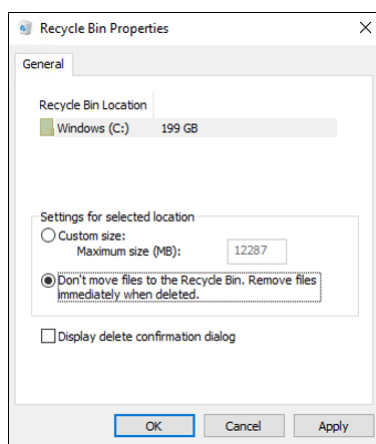 Recycle Bin Properties
General
Recycle Bin Location
Windows (C:) 199 GB
Settings for selected location
Custom size:
Maximum size (MB): 12287
Don't move files to the Recycle Bin. Remove files
immediately when deleted.
Display delete confirmation dialog
OK Cancel Apply